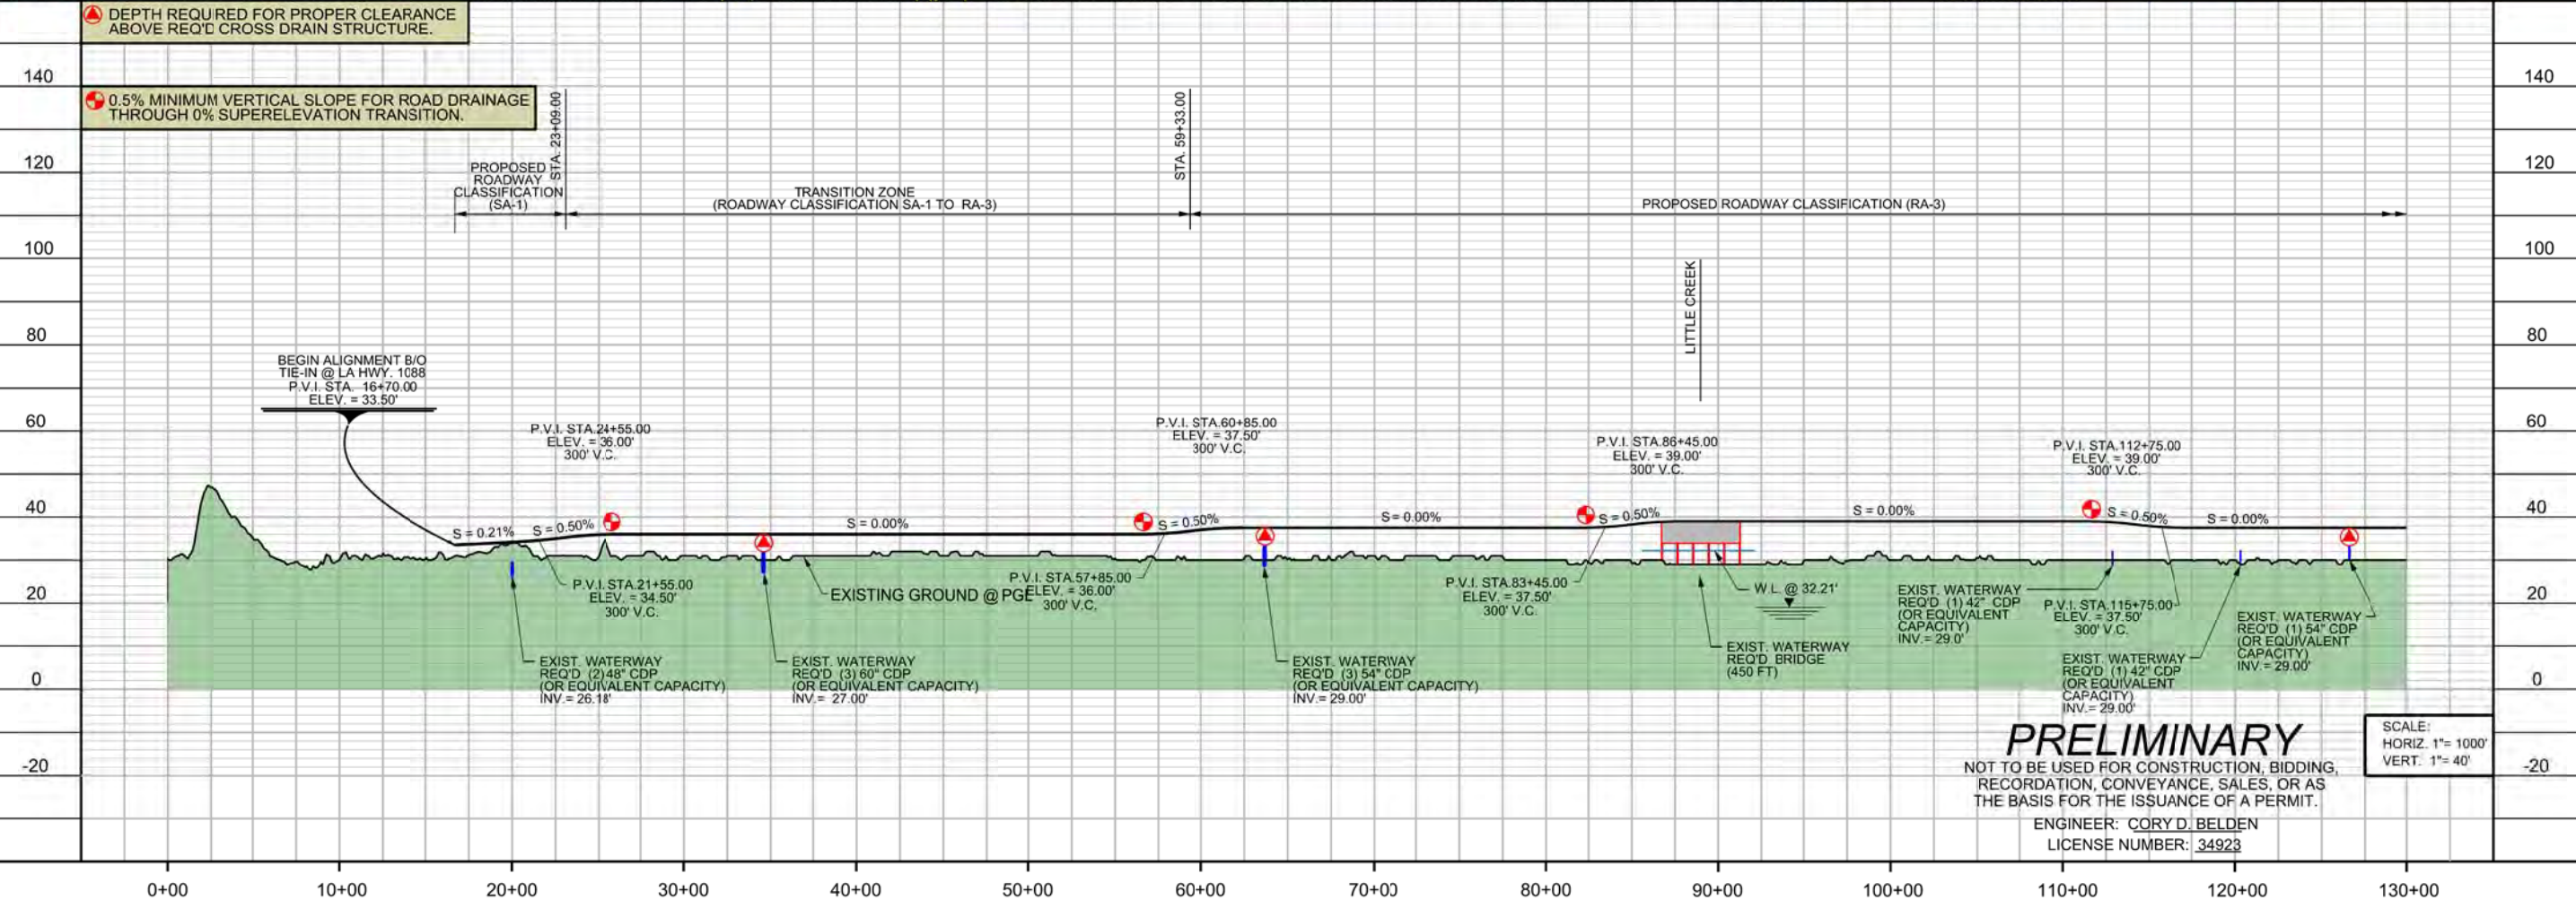 DEPTH REQUIRED FOR PROPER CLEARANCE
ABOVE REQ'D CROSS DRAIN STRUCTURE.
0.5% MINIMUM VERTICAL SLOPE FOR ROAD DRAINAGE
THROUGH 0% SUPERELEVATION TRANSITION.
140
120
100
80
60
40
20
0
-20
140
120
100
80
60
40
20
0
-20
PROPOSED
ROADWAY
CLASSIFICATION
(SA-1)
STA. 23+09.00
TRANSITION ZONE
(ROADWAY CLASSIFICATION SA-1 TO RA-3)
STA. 59+33.00
PROPOSED ROADWAY CLASSIFICATION (RA-3)
LITTLE CREEK
BEGIN ALIGNMENT B/O
TIE-IN @ LA HWY. 1088
P.V.I. STA. 16+70.00
ELEV. = 33.50'
P.V.I. STA.24+55.00
ELEV. = 36.00'
300' V.C.
P.V.I. STA.60+85.00
ELEV. = 37.50'
300' V.C.
P.V.I. STA.86+45.00
ELEV. = 39.00'
300' V.C.
P.V.I. STA.112+75.00
ELEV. = 39.00'
300' V.C.
S = 0.21%
S = 0.50%
S = 0.00%
S = 0.50%
S = 0.00%
S = 0.50%
S = 0.00%
S = 0.50%
S = 0.00%
P.V.I. STA.21+55.00
ELEV. = 34.50'
300' V.C.
EXISTING GROUND @ PGE
P.V.I. STA.57+85.00
ELEV. = 36.00'
300' V.C.
P.V.I. STA.83+45.00
ELEV. = 37.50'
300' V.C.
W.L. @ 32.21'
EXIST. WATERWAY
REQ'D (1) 42" CDP
(OR EQUIVALENT
CAPACITY)
INV.= 29.0'
P.V.I. STA.115+75.00
ELEV. = 37.50'
300' V.C.
EXIST. WATERWAY
REQ'D (1) 54" CDP
(OR EQUIVALENT
CAPACITY)
INV.= 29.00'
EXIST. WATERWAY
REQ'D (2) 48" CDP
(OR EQUIVALENT CAPACITY)
INV.= 26.18'
EXIST. WATERWAY
REQ'D (3) 60" CDP
(OR EQUIVALENT CAPACITY)
INV.= 27.00'
EXIST. WATERWAY
REQ'D (3) 54" CDP
(OR EQUIVALENT CAPACITY)
INV.= 29.00'
EXIST. WATERWAY
REQ'D BRIDGE
(450 FT)
EXIST. WATERWAY
REQ'D (1) 42" CDP
(OR EQUIVALENT
CAPACITY)
INV.= 29.00'
PRELIMINARY
NOT TO BE USED FOR CONSTRUCTION, BIDDING,
RECORDATION, CONVEYANCE, SALES, OR AS
THE BASIS FOR THE ISSUANCE OF A PERMIT.
ENGINEER: CORY D. BELDEN
LICENSE NUMBER: 34923
SCALE:
HORIZ. 1"= 1000'
VERT. 1"= 40'
0+00
10+00
20+00
30+00
40+00
50+00
60+00
70+00
80+00
90+00
100+00
110+00
120+00
130+00